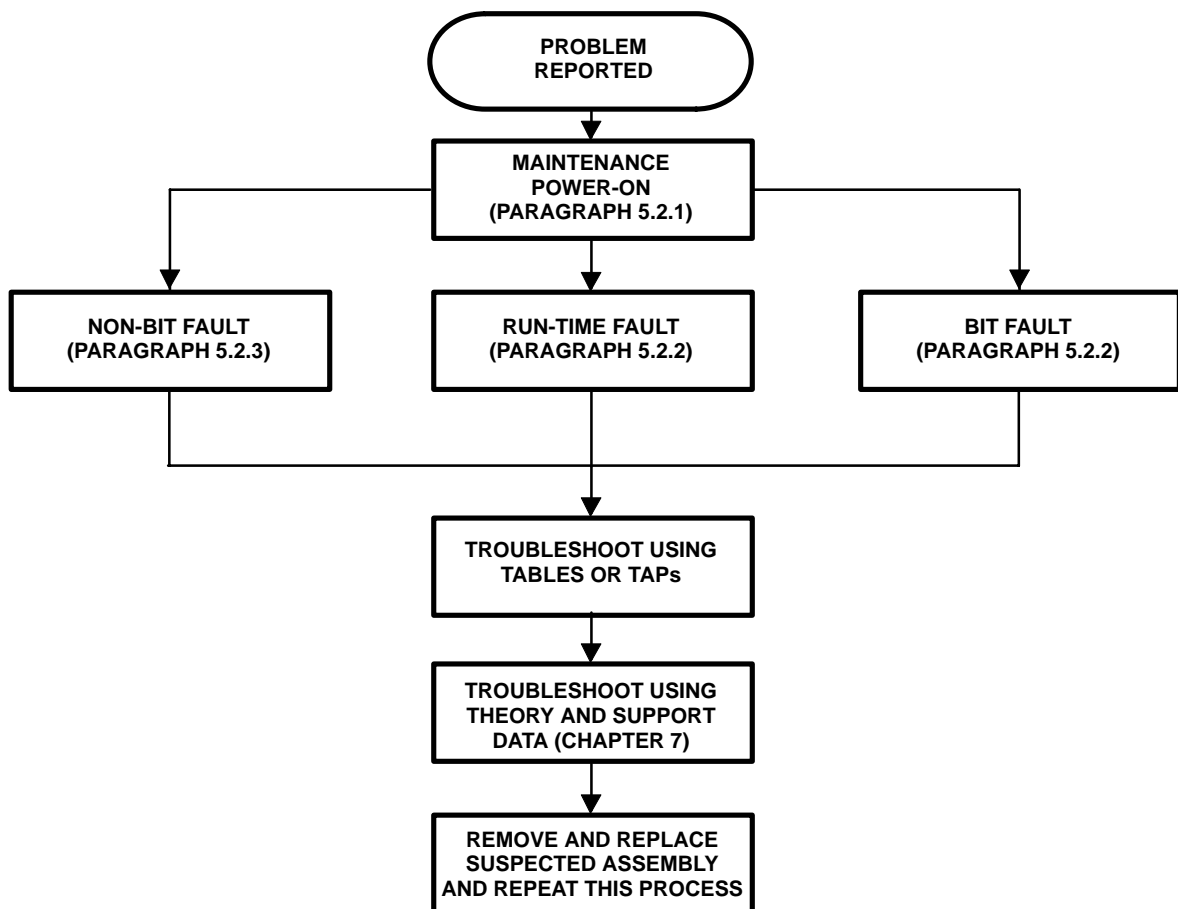 PROBLEM
REPORTED
MAINTENANCE
POWER-ON
(PARAGRAPH 5.2.1)
NON-BIT FAULT
(PARAGRAPH 5.2.3)
RUN-TIME FAULT
(PARAGRAPH 5.2.2)
BIT FAULT
(PARAGRAPH 5.2.2)
TROUBLESHOOT USING
TABLES OR TAPs
TROUBLESHOOT USING
THEORY AND SUPPORT
DATA (CHAPTER 7)
REMOVE AND REPLACE
SUSPECTED ASSEMBLY
AND REPEAT THIS PROCESS